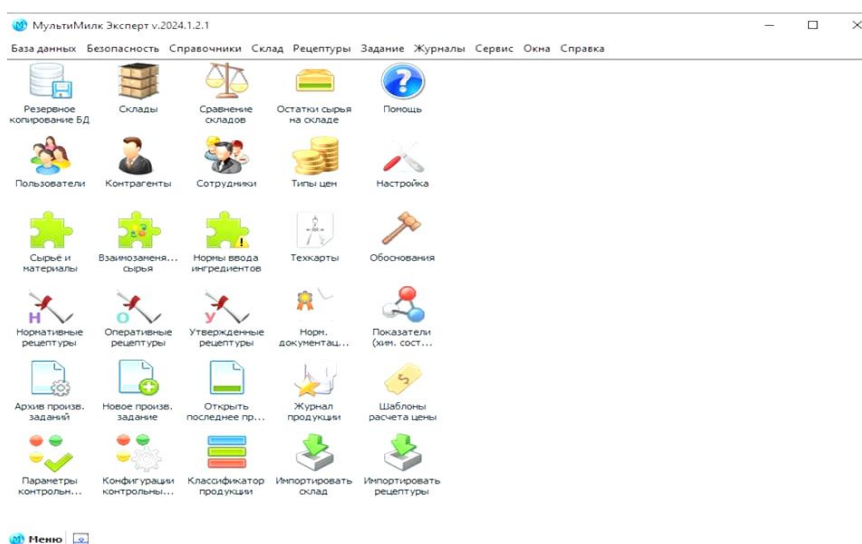 МультиМилк Эксперт v.2024.1.2.1
База данных Безопасность Справочники Склад Рецептуры Задание Журналы Сервис Окна Справка
Резервное копирование БД
Склады
Сравнение складов
Остатки сырья на складе
Помощь
Пользователи
Контрагенты
Сотрудники
Типы цен
Настройка
Сырьё и материалы
Взаимозаменя... сырья
Нормы ввода ингредиентов
Техкарты
Обоснования
Н
Нормативные рецептуры
О
Оперативные рецептуры
У
Утвержденные рецептуры
Норм. документац...
Показатели (хим. сост...
Архив произв. заданий
Новое произв. задание
Открыть последнее пр...
Журнал продукции
Шаблоны расчета цены
Параметры контрольн...
Конфигурации контрольны...
Классификатор продукции
Импортировать склад
Импортировать рецептуры
Меню